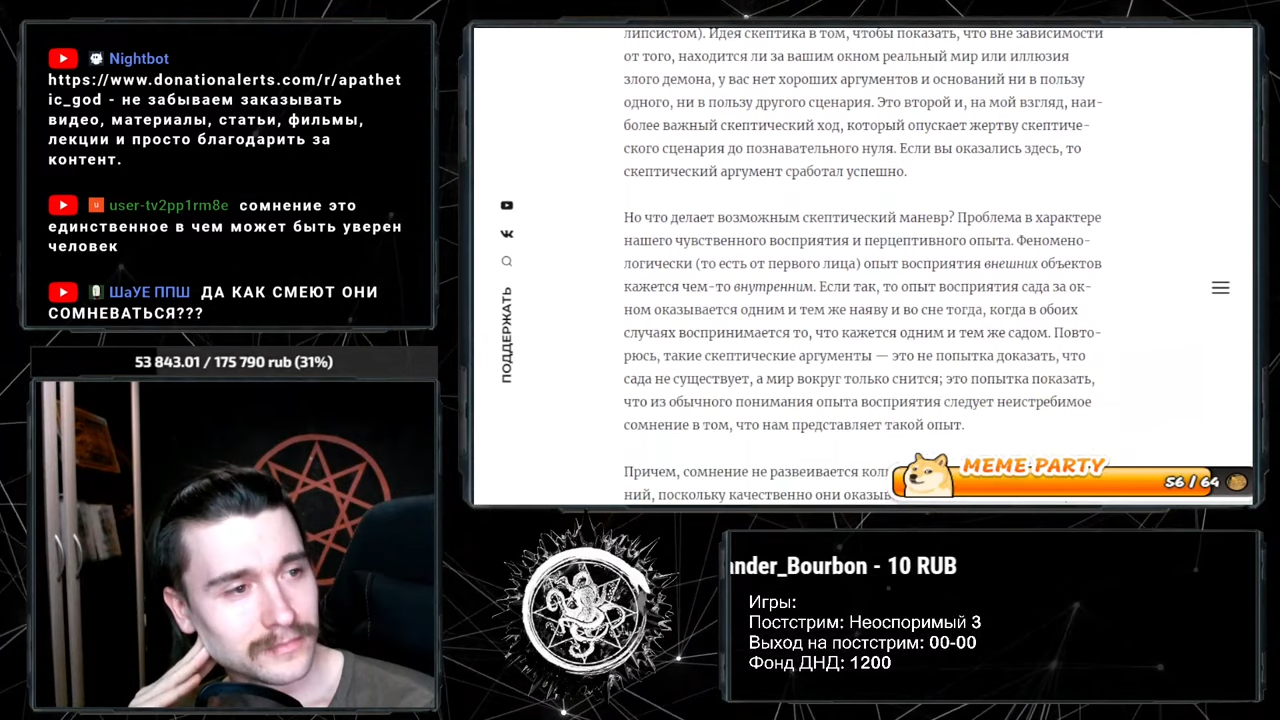 Nightbot
https://www.donationalerts.com/r/apathet
ic_god - не забываем заказывать
видео, материалы, статьи, фильмы,
лекции и просто благодарить за
контент.
user-tv2pp1rm8e сомнение это
единственное в чем может быть уверен
человек
ШаУЕ ППШ ДА КАК СМЕЮТ ОНИ
СОМНЕВАТЬСЯ???
53 843.01 / 175 790 rub (31%)
липсистом). Идея скептика в том, чтобы показать, что вне зависимости
от того, находится ли за вашим окном реальный мир или иллюзия
злого демона, у вас нет хороших аргументов и оснований ни в пользу
одного, ни в пользу другого сценария. Это второй и, на мой взгляд, наи-
более важный скептический ход, который опускает жертву скептиче-
ского сценария до познавательного нуля. Если вы оказались здесь, то
скептический аргумент сработал успешно.
Но что делает возможным скептический маневр? Проблема в характере
нашего чувственного восприятия и перцептивного опыта. Феномено-
логически (то есть от первого лица) опыт восприятия внешних объектов
кажется чем-то внутренним. Если так, то опыт восприятия сада за ок-
ном оказывается одним и тем же наяву и во сне тогда, когда в обоих
случаях воспринимается то, что кажется одним и тем же садом. Повто-
рюсь, такие скептические аргументы — это не попытка доказать, что
сада не существует, а мир вокруг только снится; это попытка показать,
что из обычного понимания опыта восприятия следует неистребимое
сомнение в том, что нам представляет такой опыт.
Причем, сомнение не развеивается
ний, поскольку качественно они
ПОДДЕРЖАТЬ
MEME PARTY
56 / 64
ander_Bourbon - 10 RUB
Игры:
Постстрим: Неоспоримый 3
Выход на постстрим: 00-00
Фонд ДНД: 1200